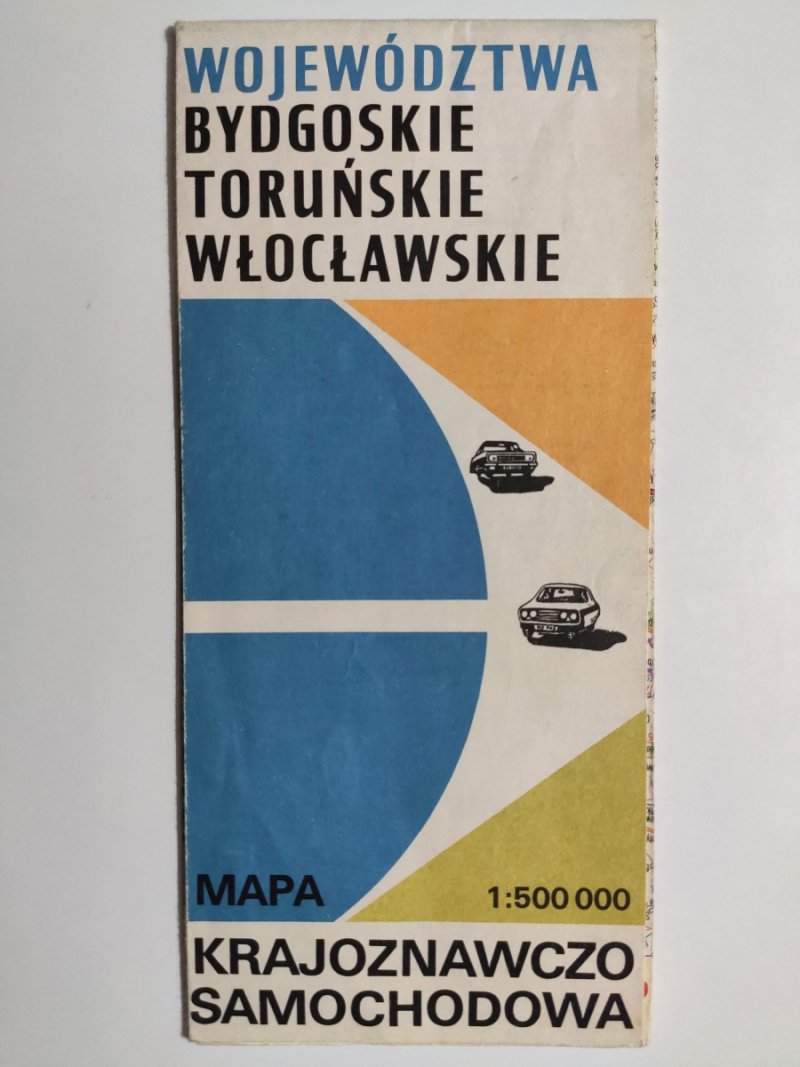 WOJEWÓDZTWA
BYDGOSKIE
TORUŃSKIE
WŁOCŁAWSKIE
MAPA
1:500 000
KRAJOZNAWCZO
SAMOCHODOWA